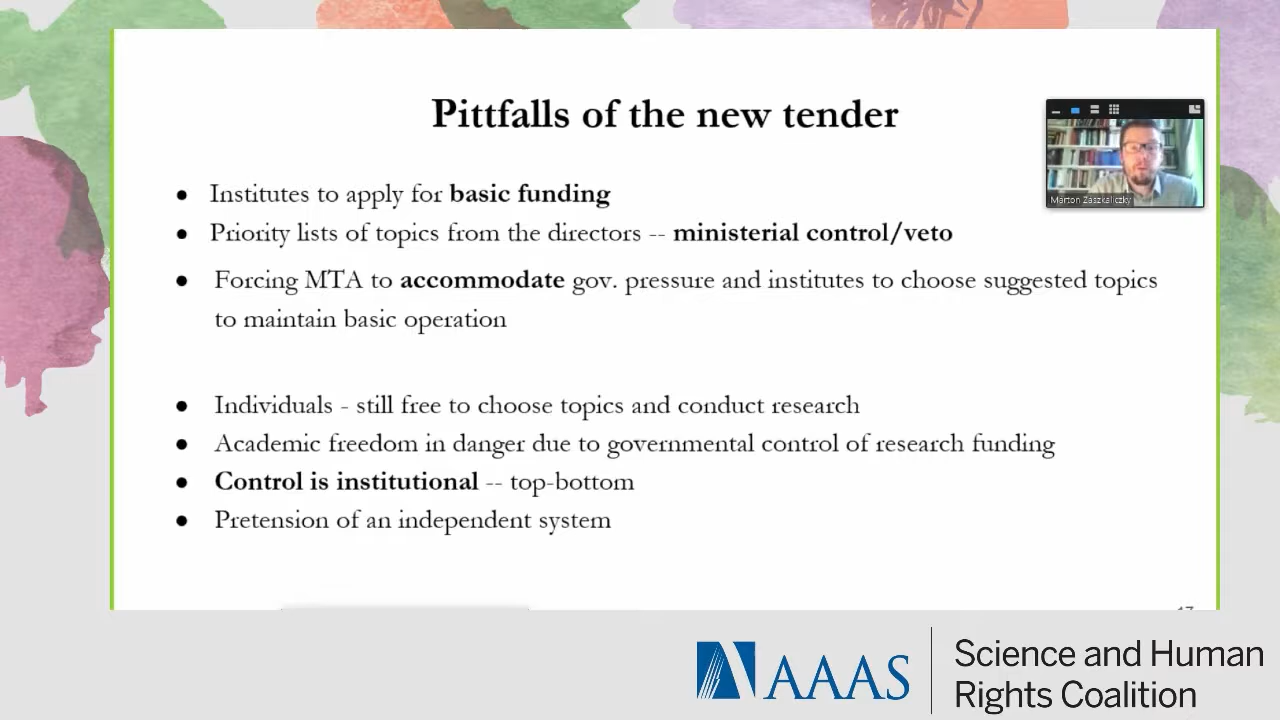 Pittfalls of the new tender
● Institutes to apply for basic funding
● Priority lists of topics from the directors -- ministerial control/veto
● Forcing MTA to accommodate gov. pressure and institutes to choose suggested topics
to maintain basic operation
● Individuals - still free to choose topics and conduct research
● Academic freedom in danger due to governmental control of research funding
● Control is institutional -- top-bottom
● Pretension of an independent system
Marton Zaszkaliczky
AAAS
Science and Human
Rights Coalition